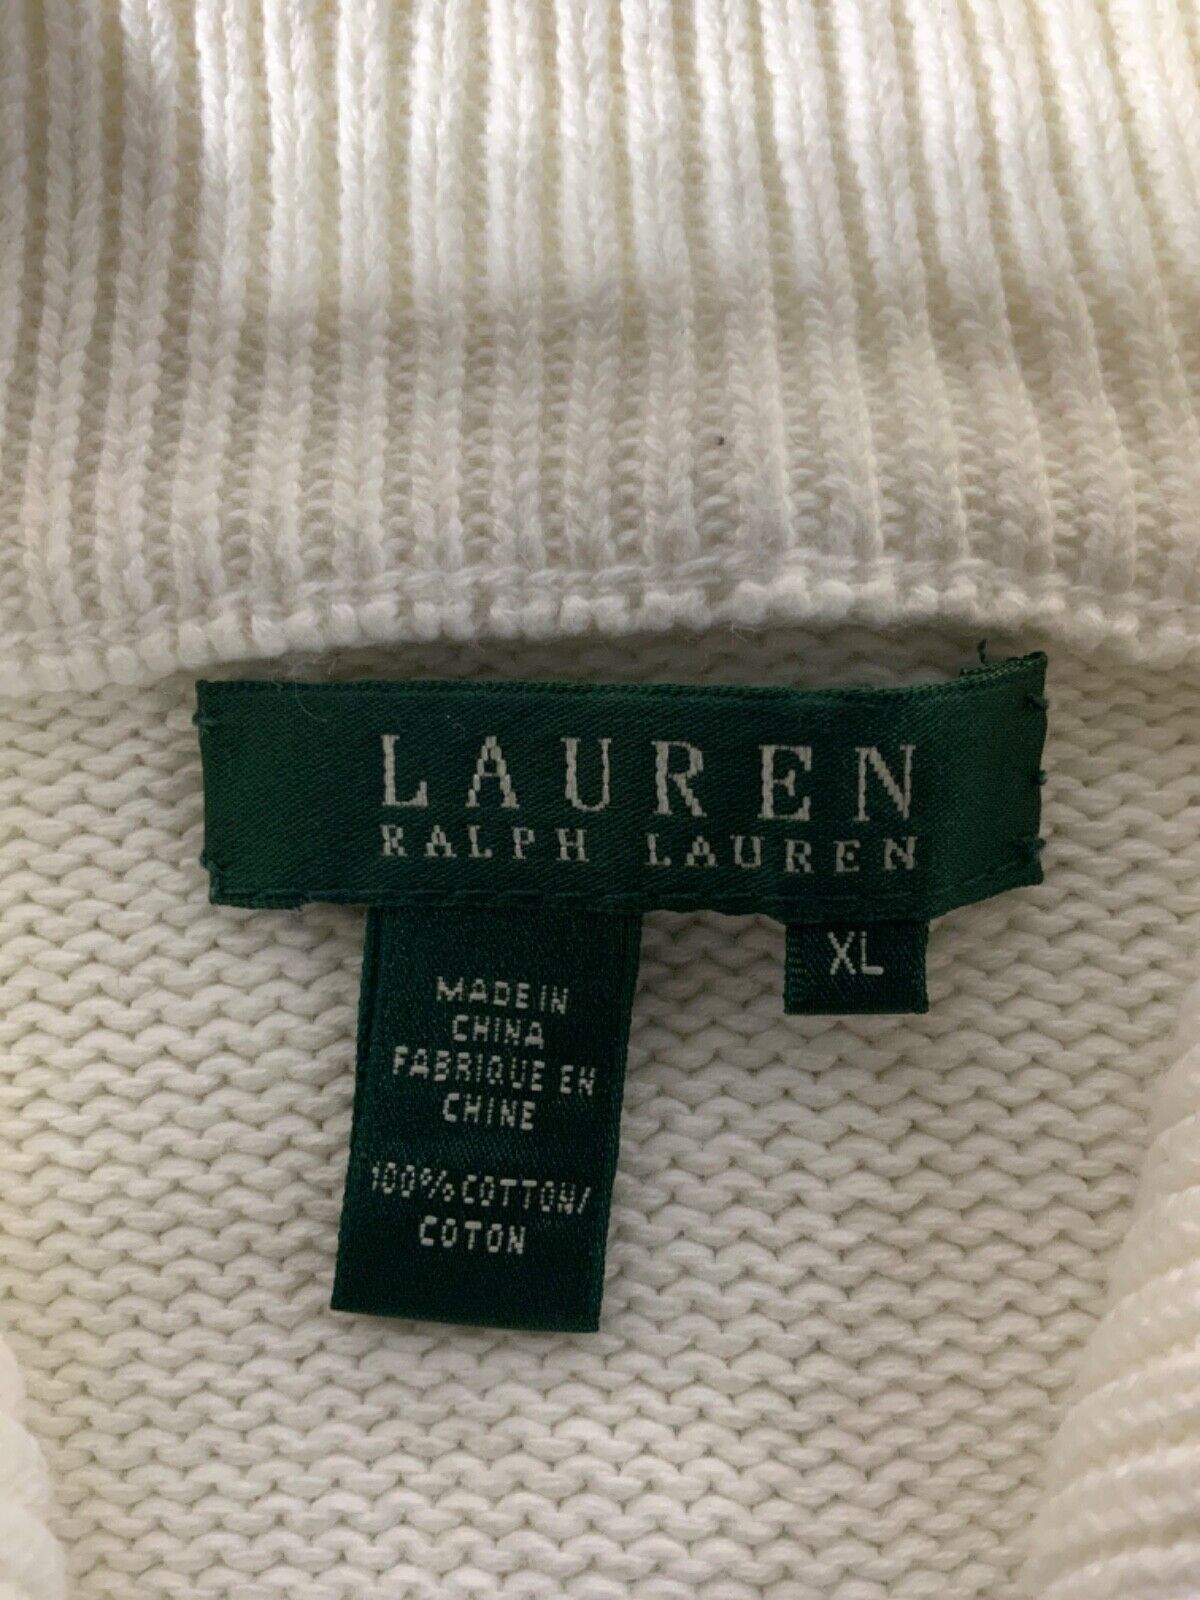 LAUREN
RALPH LAUREN
XL
MADE IN
CHINA
FABRIQUE EN
CHINE
100% COTTON/
COTON